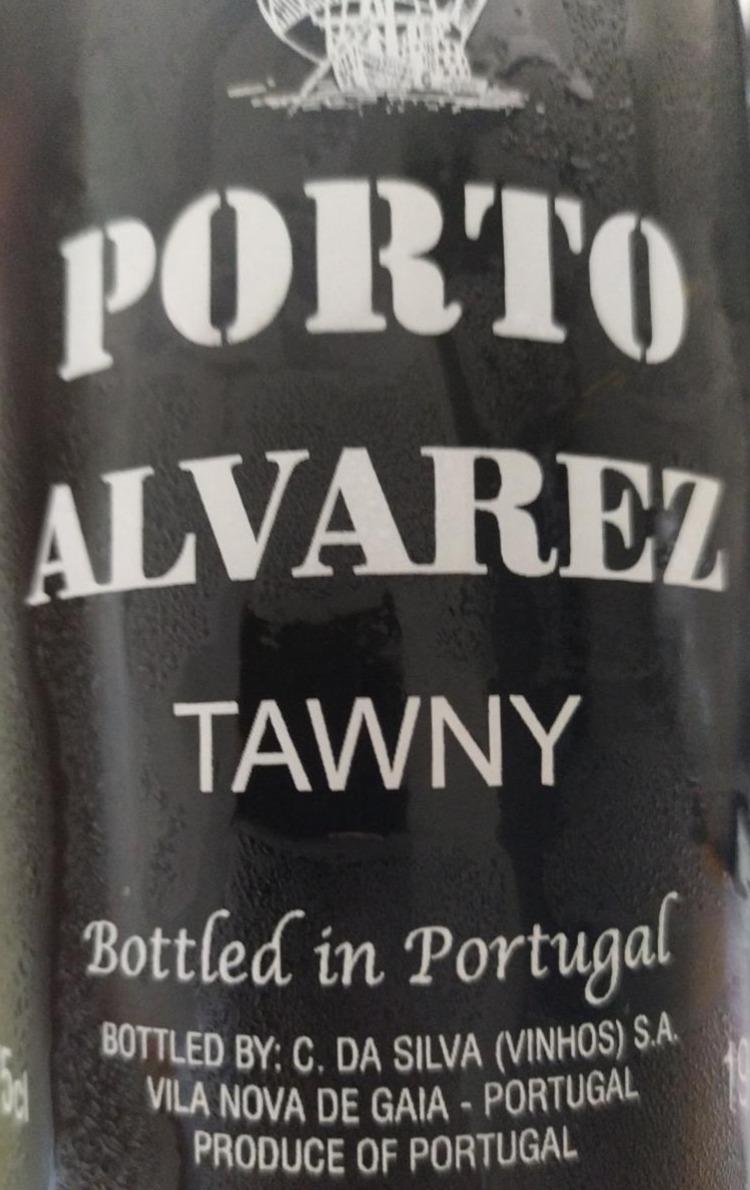 PORTO
ALVAREZ
TAWNY
Bottled in Portugal
BOTTLED BY: C. DA SILVA (VINHOS) S.A.
VILA NOVA DE GAIA - PORTUGAL
PRODUCE OF PORTUGAL